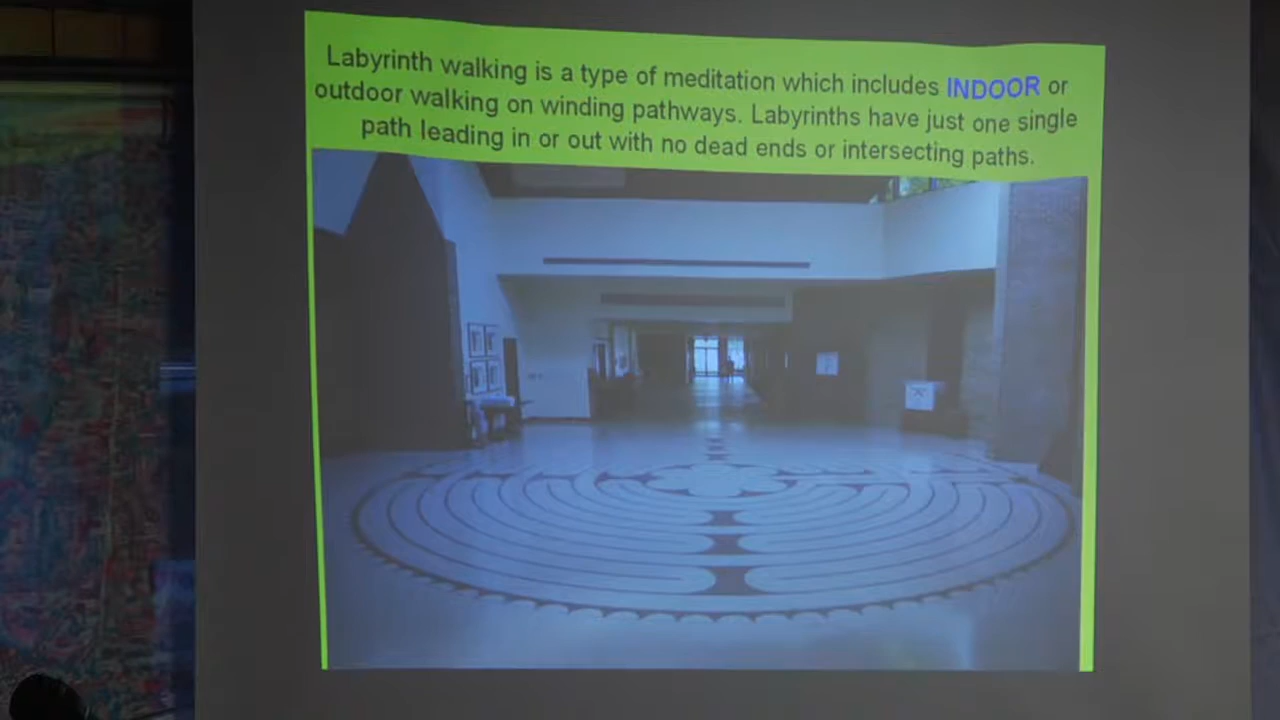 Labyrinth walking is a type of meditation which includes INDOOR or
outdoor walking on winding pathways. Labyrinths have just one single
path leading in or out with no dead ends or intersecting paths.